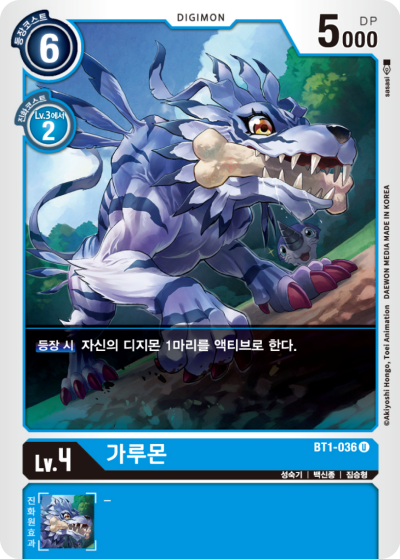 등장코스트
6
DIGIMON
DP
5000
진화코스트
Lv.3에서
2
sasasi
©Akiyoshi Hongo, Toei Animation DAEWON MEDIA MADE IN KOREA
등장 시 자신의 디지몬 1마리를 액티브로 한다.
BT1-036 U
Lv.4 가루몬
성숙기 | 백신종 | 짐승형
진화원효과
–